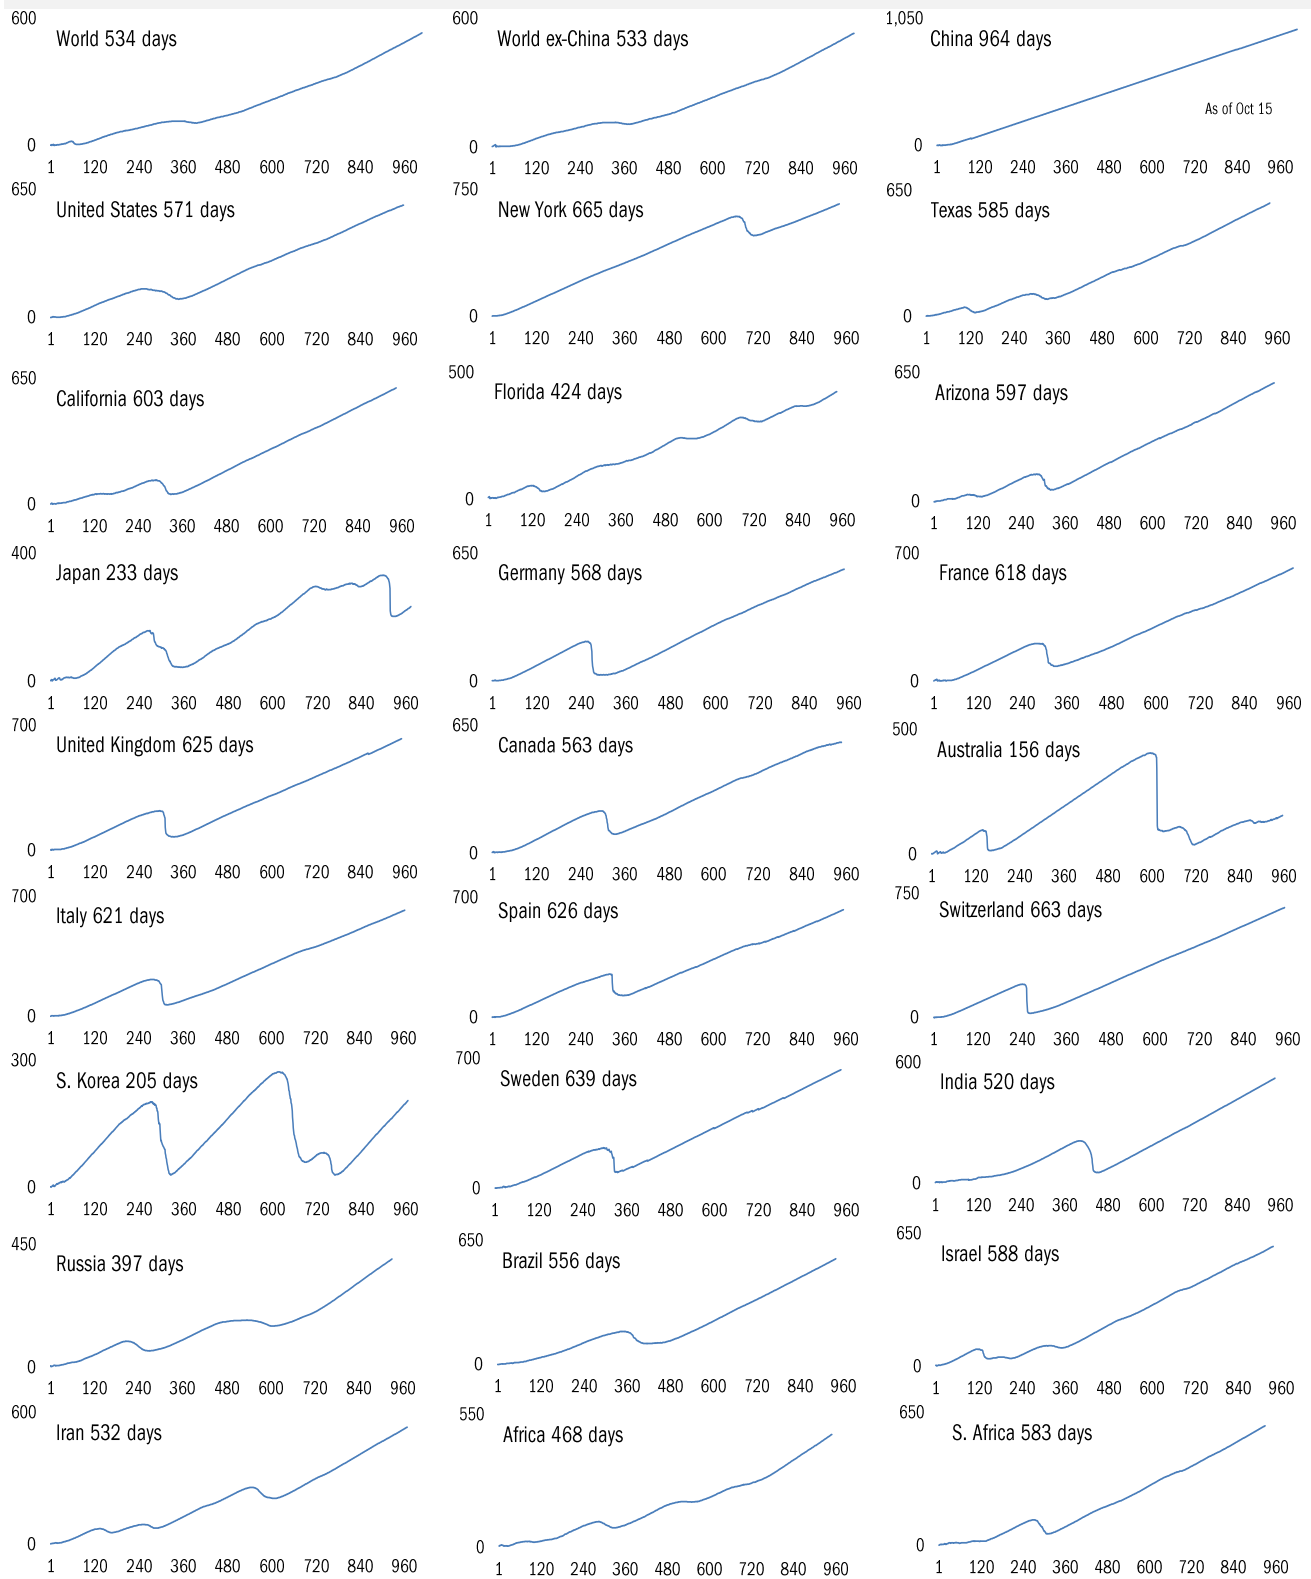 600
World 534 days
0
1 120 240 360 480 600 720 840 960
600
World ex-China 533 days
0
1 120 240 360 480 600 720 840 960
1,050
China 964 days
As of Oct 15
0
1 120 240 360 480 600 720 840 960
650
United States 571 days
0
1 120 240 360 480 600 720 840 960
750
New York 665 days
0
1 120 240 360 480 600 720 840 960
650
Texas 585 days
0
1 120 240 360 480 600 720 840 960
650
California 603 days
0
1 120 240 360 480 600 720 840 960
500
Florida 424 days
0
1 120 240 360 480 600 720 840 960
650
Arizona 597 days
0
1 120 240 360 480 600 720 840 960
400
Japan 233 days
0
1 120 240 360 480 600 720 840 960
650
Germany 568 days
0
1 120 240 360 480 600 720 840 960
700
France 618 days
0
1 120 240 360 480 600 720 840 960
700
United Kingdom 625 days
0
1 120 240 360 480 600 720 840 960
650
Canada 563 days
0
1 120 240 360 480 600 720 840 960
500
Australia 156 days
0
1 120 240 360 480 600 720 840 960
700
Italy 621 days
0
1 120 240 360 480 600 720 840 960
700
Spain 626 days
0
1 120 240 360 480 600 720 840 960
750
Switzerland 663 days
0
1 120 240 360 480 600 720 840 960
300
S. Korea 205 days
0
1 120 240 360 480 600 720 840 960
700
Sweden 639 days
0
1 120 240 360 480 600 720 840 960
600
India 520 days
0
1 120 240 360 480 600 720 840 960
450
Russia 397 days
0
1 120 240 360 480 600 720 840 960
650
Brazil 556 days
0
1 120 240 360 480 600 720 840 960
650
Israel 588 days
0
1 120 240 360 480 600 720 840 960
600
Iran 532 days
0
1 120 240 360 480 600 720 840 960
550
Africa 468 days
0
1 120 240 360 480 600 720 840 960
650
S. Africa 583 days
0
1 120 240 360 480 600 720 840 960